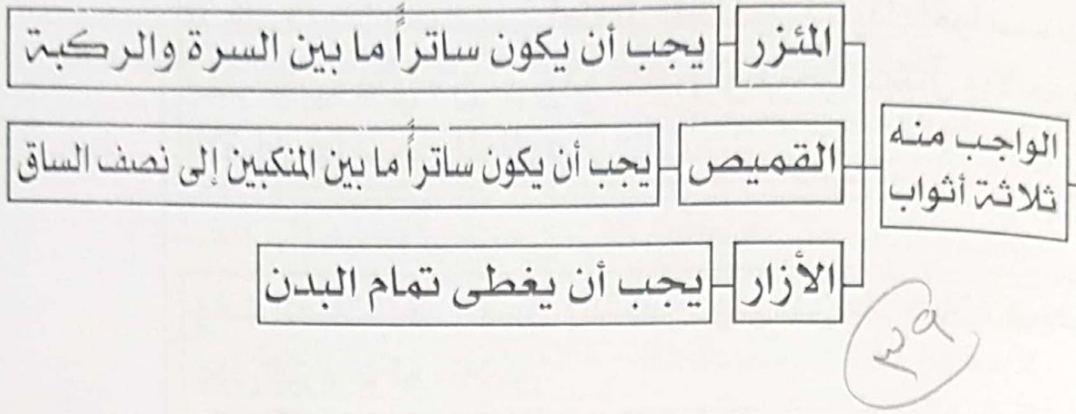 الواجب منه
ثلاثة أثواب
المئزر
يجب أن يكون ساتراً ما بين السرة والركبة
القميص
يجب أن يكون ساتراً ما بين المنكبين إلى نصف الساق
الأزار
يجب أن يغطى تمام البدن
٣٩